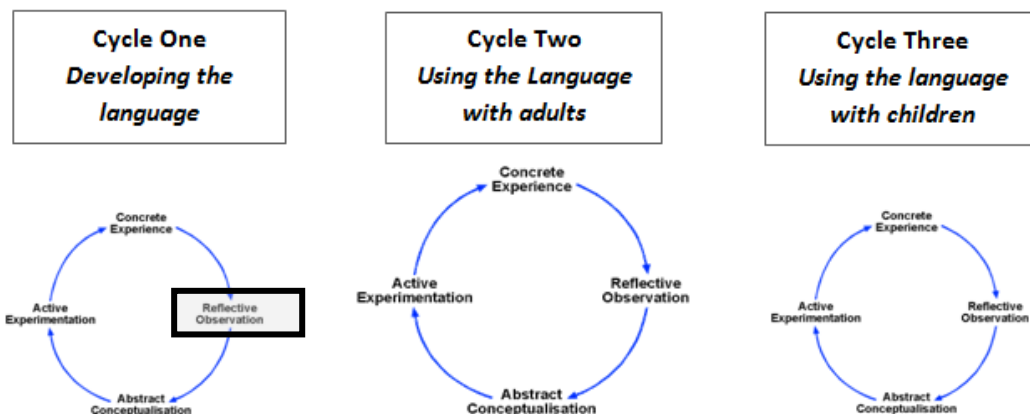 Cycle One
Developing the
language
Cycle Two
Using the Language
with adults
Cycle Three
Using the language
with children
Concrete
Experience
Reflective
Observation
Abstract
Conceptualisation
Active
Experimentation
Concrete
Experience
Reflective
Observation
Abstract
Conceptualisation
Active
Experimentation
Concrete
Experience
Reflective
Observation
Abstract
Conceptualisation
Active
Experimentation